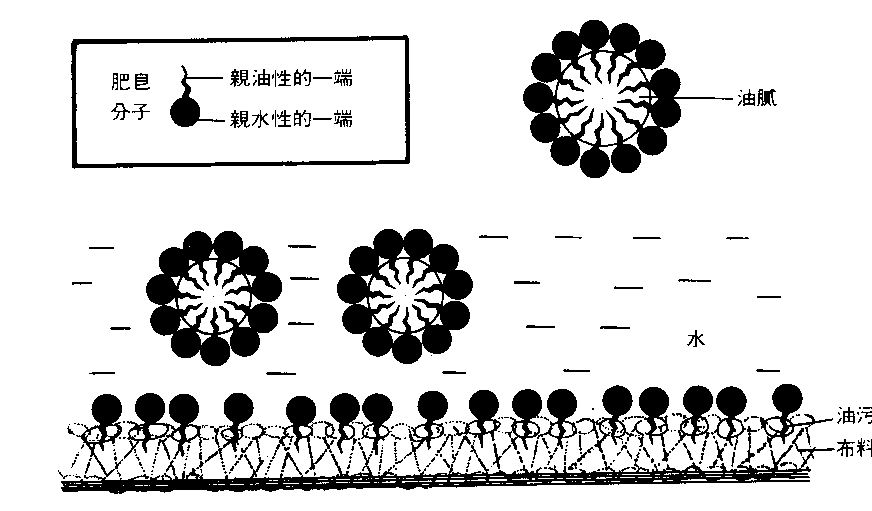 肥皂
分子
親油性的一端
親水性的一端
油膩
水
油污
布料